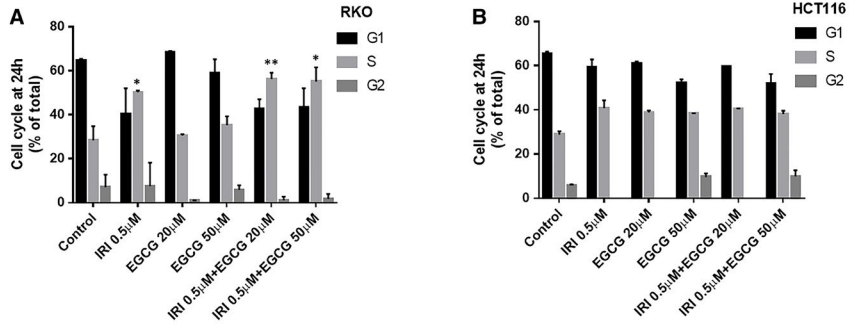 A
RKO
G1
S
G2
Cell cycle at 24h
(% of total)
80
60
40
20
0
*
**
*
Control
IRI 0.5μM
EGCG 20μM
EGCG 50μM
IRI 0.5μM+EGCG 20μM
IRI 0.5μM+EGCG 50μM
B
HCT116
G1
S
G2
Cell cycle at 24h
(% of total)
80
60
40
20
0
Control
IRI 0.5μM
EGCG 20μM
EGCG 50μM
IRI 0.5μM+EGCG 20μM
IRI 0.5μM+EGCG 50μM